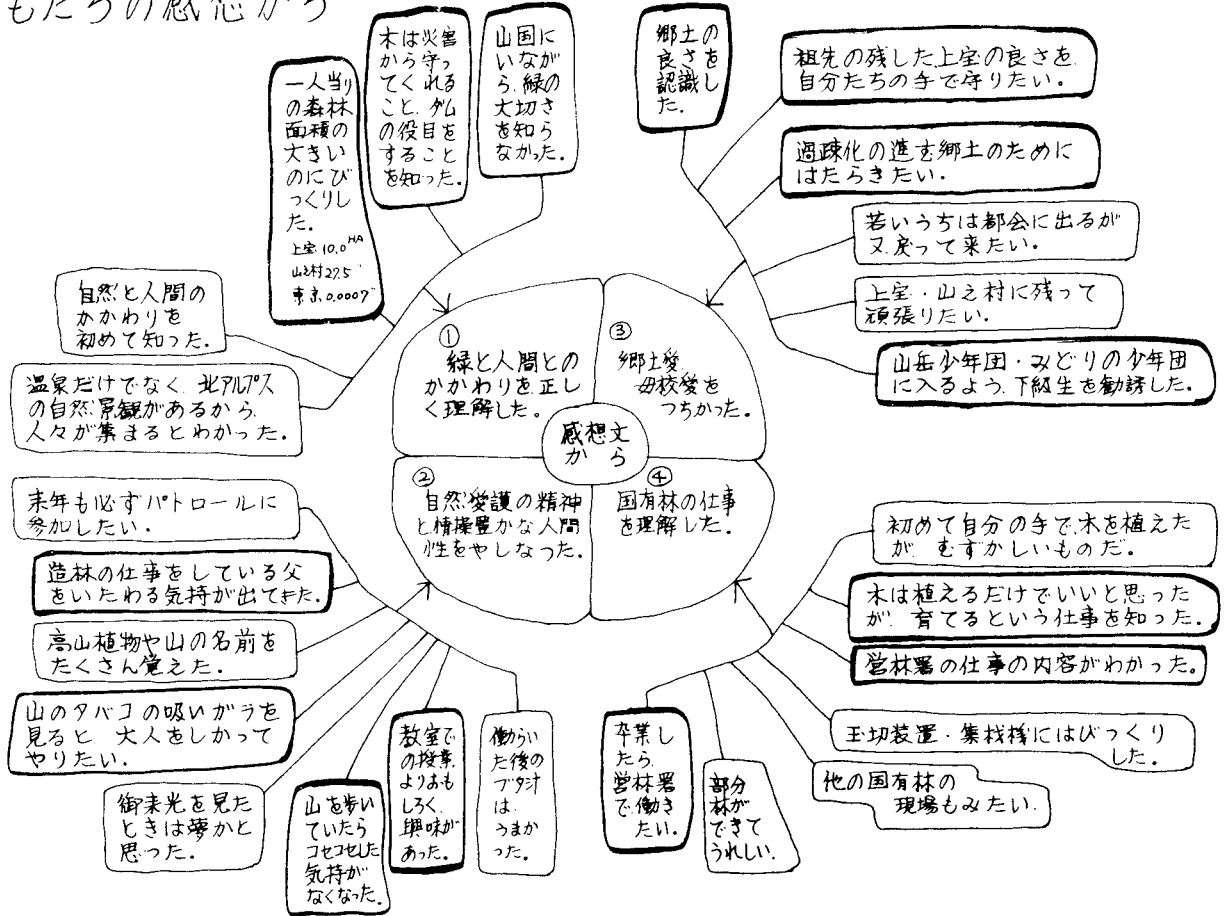 もたちの感想から
一人当り
の森林
面積の
大きい
のにび
っくりし
た。
上宝 10.0HA
山之村27.5〃
東京0.0007〃
木は災害
から守っ
てくれる
こと、ダム
の役目を
すること
を知った。
山国に
いなが
ら、緑の
大切さ
を知ら
なかった。
郷土の
良さを
認識し
た。
祖先の残した上宝の良さを、
自分たちの手で守りたい。
過疎化の進む郷土のために
はたらきたい。
若いうちは都会に出るが
又、戻って来たい。
上宝・山之村に残って
頑張りたい。
山岳少年団・みどりの少年団
に入るよう、下級生を勧誘した。
自然と人間の
かかわりを
初めて知った。
温泉だけでなく、北アルプス
の自然景観があるから、
人々が集まるとわかった。
①
緑と人間との
かかわりを正し
く理解した。
③
郷土愛、
母校愛を
つちかった。
感想文
から
②
自然愛護の精神
と情操豊かな人間
性をやしなった。
④
国有林の仕事
を理解した。
来年も必ずパトロールに
参加したい。
造林の仕事をしている父
をいたわる気持が出てきた。
高山植物や山の名前を
たくさん覚えた。
山のタバコの吸いガラを
見ると、大人をしかって
やりたい。
御来光を見た
ときは夢かと
思った。
山を歩い
ていたら
コセコセした
気持が
なくなった。
教室で
の授業
よりおも
しろく、
興味が
あった。
働らい
た後の
ブタ汁
は、
うまか
った。
卒業し
たら、
営林署
で、働き
たい。
部分
林が
できて
うれしい。
他の国有林の
現場もみたい。
玉切装置・集材機にはびっくり
した。
営林署の仕事の内容がわかった。
木は植えるだけでいいと思った
が、育てるという仕事を知った。
初めて自分の手で、木を植えた
が、むずかしいものだ。